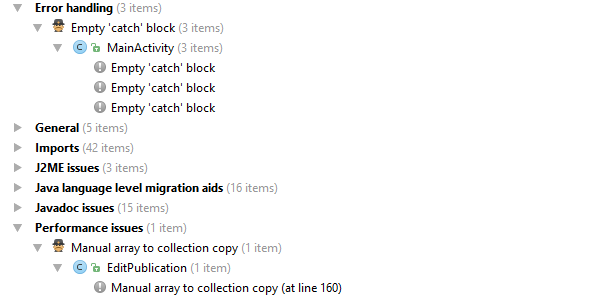 Error handling (3 items)
Empty 'catch' block (3 items)
C MainActivity (3 items)
Empty 'catch' block
Empty 'catch' block
Empty 'catch' block
General (5 items)
Imports (42 items)
J2ME issues (3 items)
Java language level migration aids (16 items)
Javadoc issues (15 items)
Performance issues (1 item)
Manual array to collection copy (1 item)
C EditPublication (1 item)
Manual array to collection copy (at line 160)